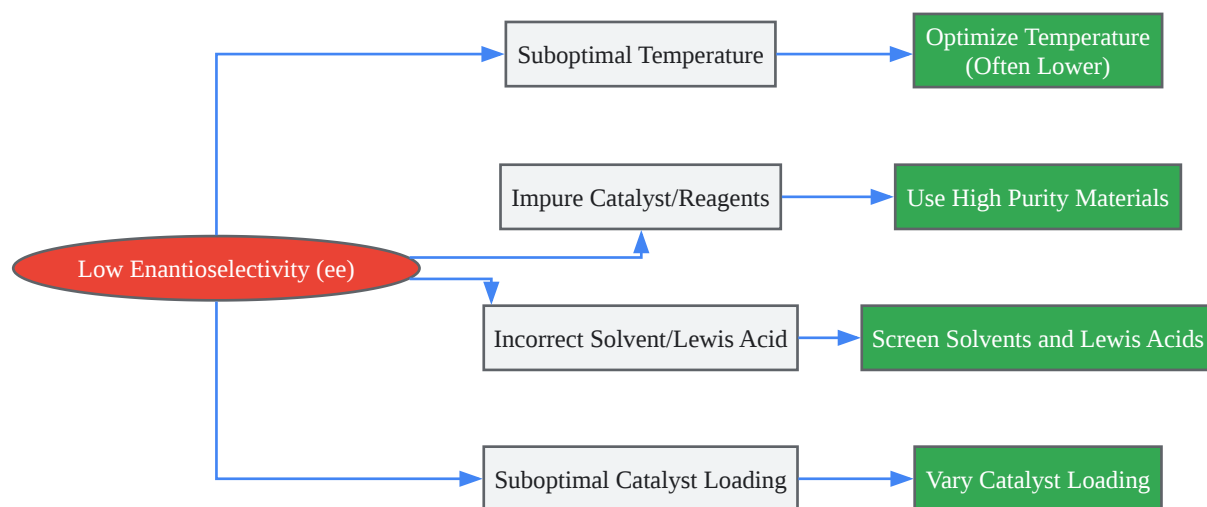 Suboptimal Temperature
Optimize Temperature
(Often Lower)
Impure Catalyst/Reagents
Use High Purity Materials
Low Enantioselectivity (ee)
Incorrect Solvent/Lewis Acid
Screen Solvents and Lewis Acids
Suboptimal Catalyst Loading
Vary Catalyst Loading